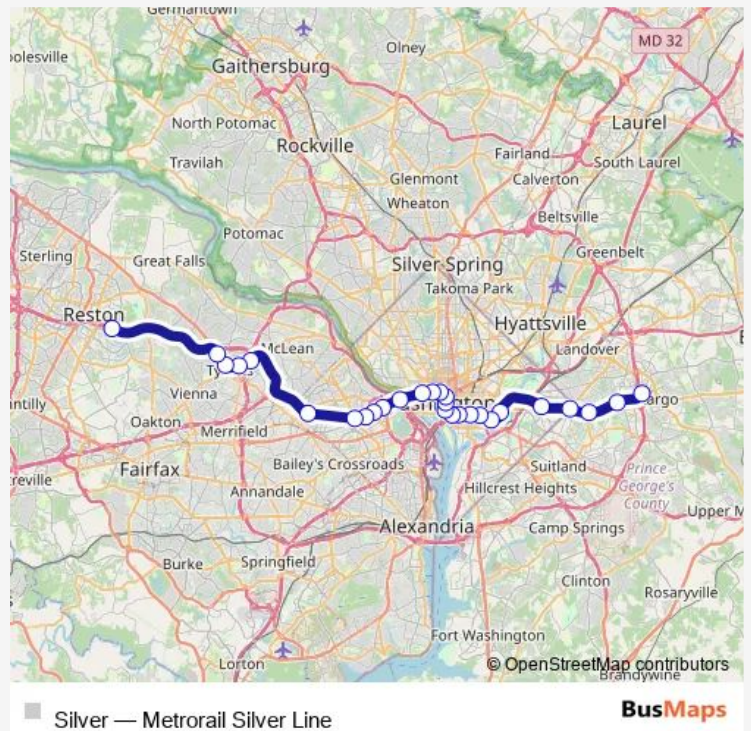 Germantown
Olney
MD 32
oolesville
Gaithersburg
North Potomac
Laurel
Rockville
Travilah
Fairland
South Laurel
Glenmont
Calverton
Wheaton
Beltsville
Potomac
Sterling
Great Falls
Silver Spring
Greenbelt
Takoma Park
Reston
Hyattsville
McLean
Landover
Vienna
argo
antilly
Oakton
Merrifield
Bailey's Crossroads
Suitland
Prince
George's
County
Fairfax
reville
Annandale
Hillcrest Heights
Upper M
Alexandria
Camp Springs
Burke
Springfield
Clinton
Rosaryville
Fort Washington
Lorton
© OpenStreetMap contributors
Brandywine
BusMaps
Silver — Metrorail Silver Line